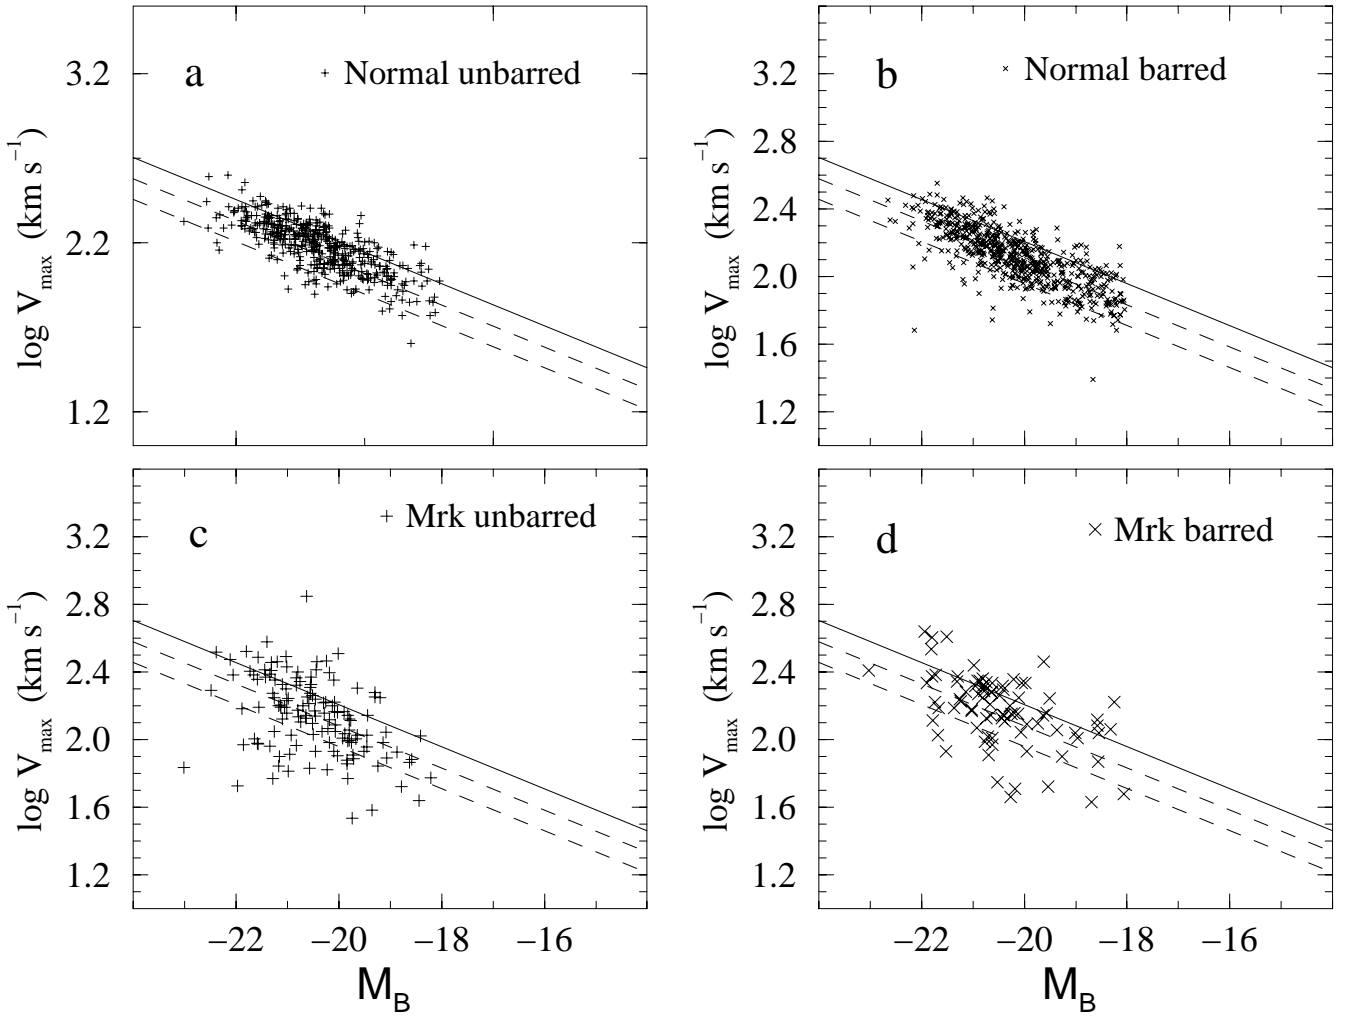 a
+ Normal unbarred
3.2
2.2
1.2
log V_max (km s⁻¹)
b
× Normal barred
3.2
2.8
2.4
2.0
1.6
1.2
log V_max (km s⁻¹)
c
+ Mrk unbarred
3.2
2.8
2.4
2.0
1.6
1.2
log V_max (km s⁻¹)
−22 −20 −18 −16
M_B
d
× Mrk barred
3.2
2.8
2.4
2.0
1.6
1.2
log V_max (km s⁻¹)
−22 −20 −18 −16
M_B